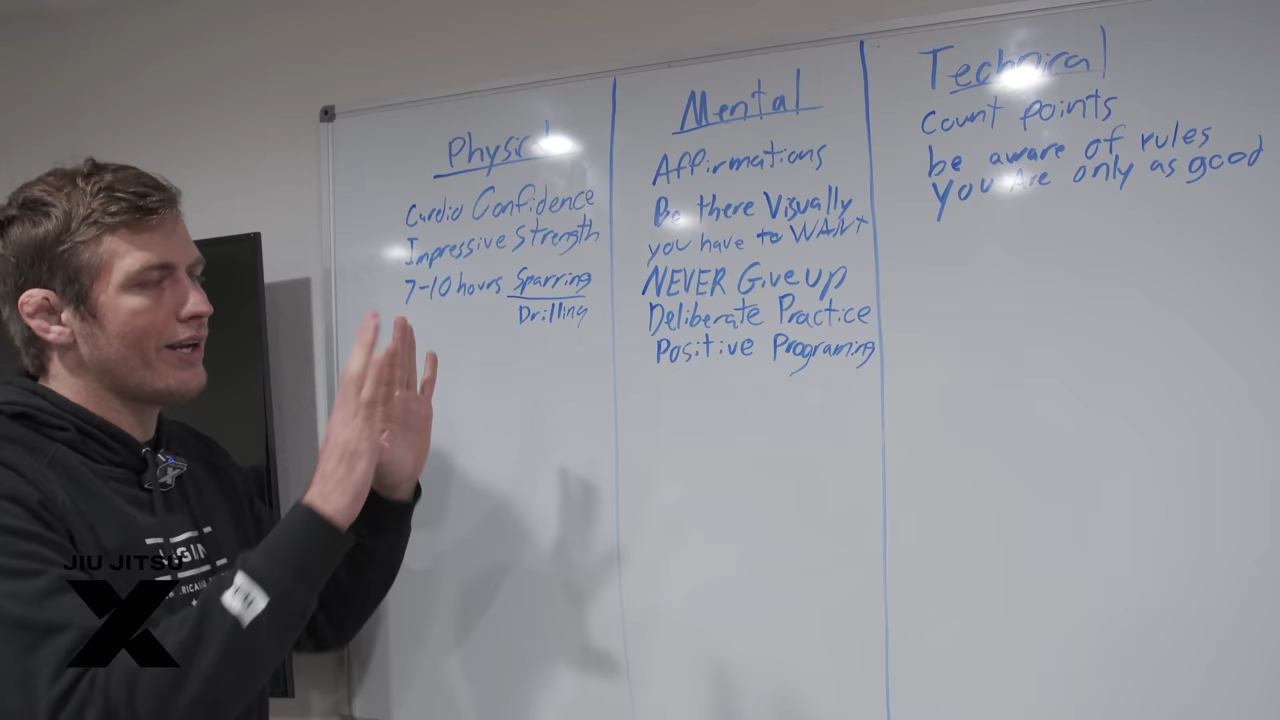 Physical
Cardio Confidence
Impressive Strength
7-10 hours Sparring
Drilling
Mental
Affirmations
Be there Visually
you have to WANT
NEVER Give up
Deliberate Practice
Positive Programing
Technical
Count points
be aware of rules
you Are only as good
JIU JITSU
X